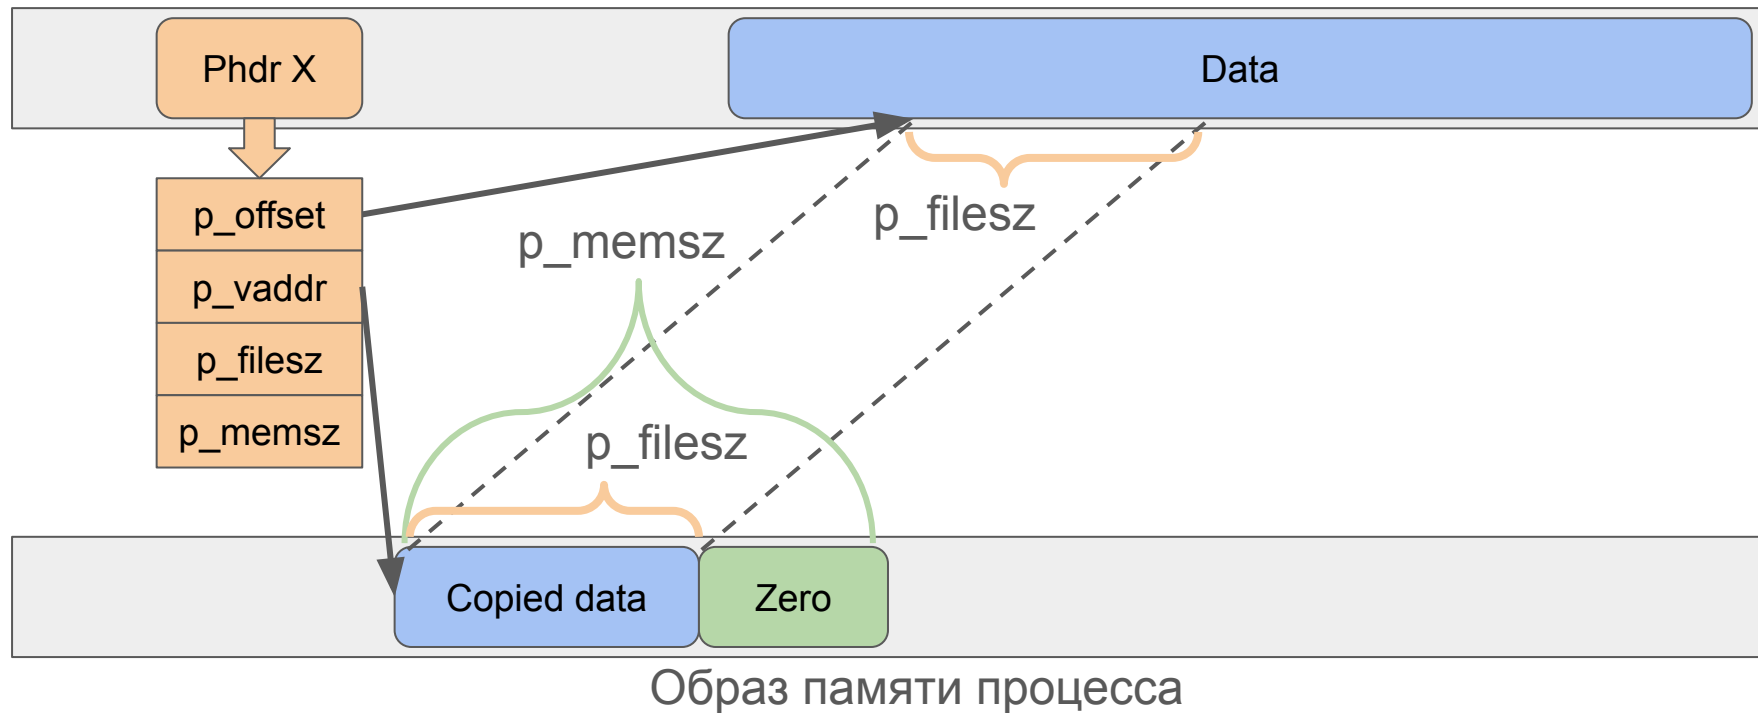 Phdr X
Data
p_offset
p_vaddr
p_filesz
p_memsz
p_filesz
p_memsz
p_filesz
Copied data
Zero
Образ памяти процесса